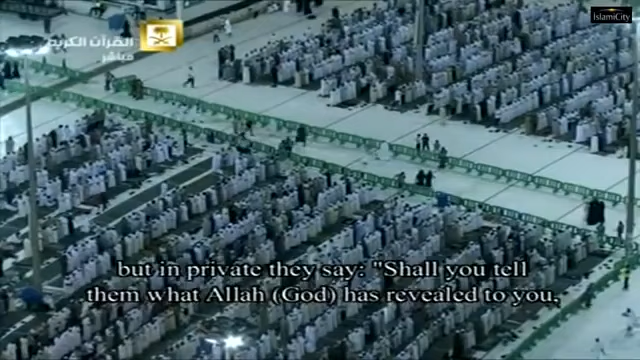 القرآن الكريم
مباشر
IslamiCity
but in private they say: "Shall you tell
them what Allah (God) has revealed to you,